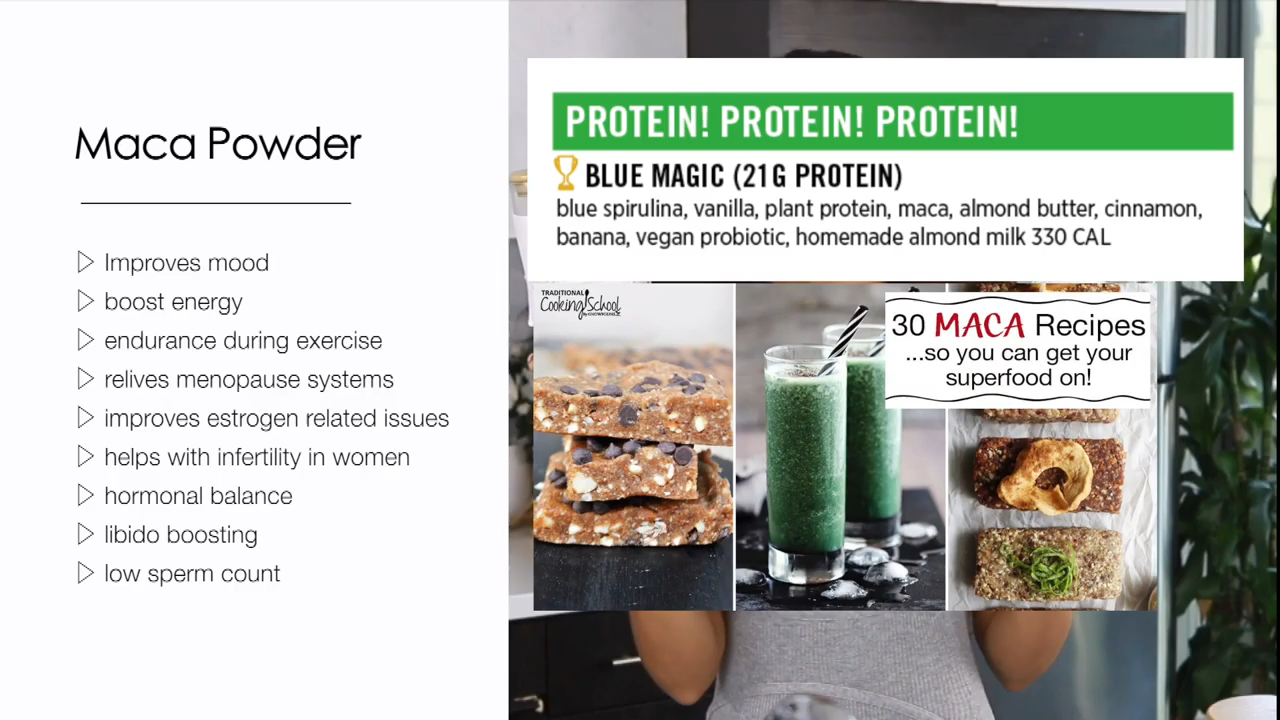 Maca Powder
Improves mood
boost energy
endurance during exercise
relives menopause systems
improves estrogen related issues
helps with infertility in women
hormonal balance
libido boosting
low sperm count
PROTEIN! PROTEIN! PROTEIN!
BLUE MAGIC (21G PROTEIN)
blue spirulina, vanilla, plant protein, maca, almond butter, cinnamon,
banana, vegan probiotic, homemade almond milk 330 CAL
TRADITIONAL
Cooking School
30 MACA Recipes
...so you can get your
superfood on!